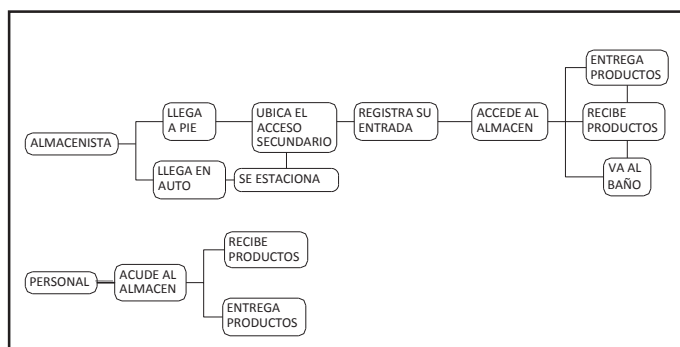 ALMACENISTA
LLEGA
A PIE
LLEGA EN
AUTO
UBICA EL
ACCESO
SECUNDARIO
SE ESTACIONA
REGISTRA SU
ENTRADA
ACCEDE AL
ALMACEN
ENTREGA
PRODUCTOS
RECIBE
PRODUCTOS
VA AL
BAÑO
PERSONAL
ACUDE AL
ALMACEN
RECIBE
PRODUCTOS
ENTREGA
PRODUCTOS